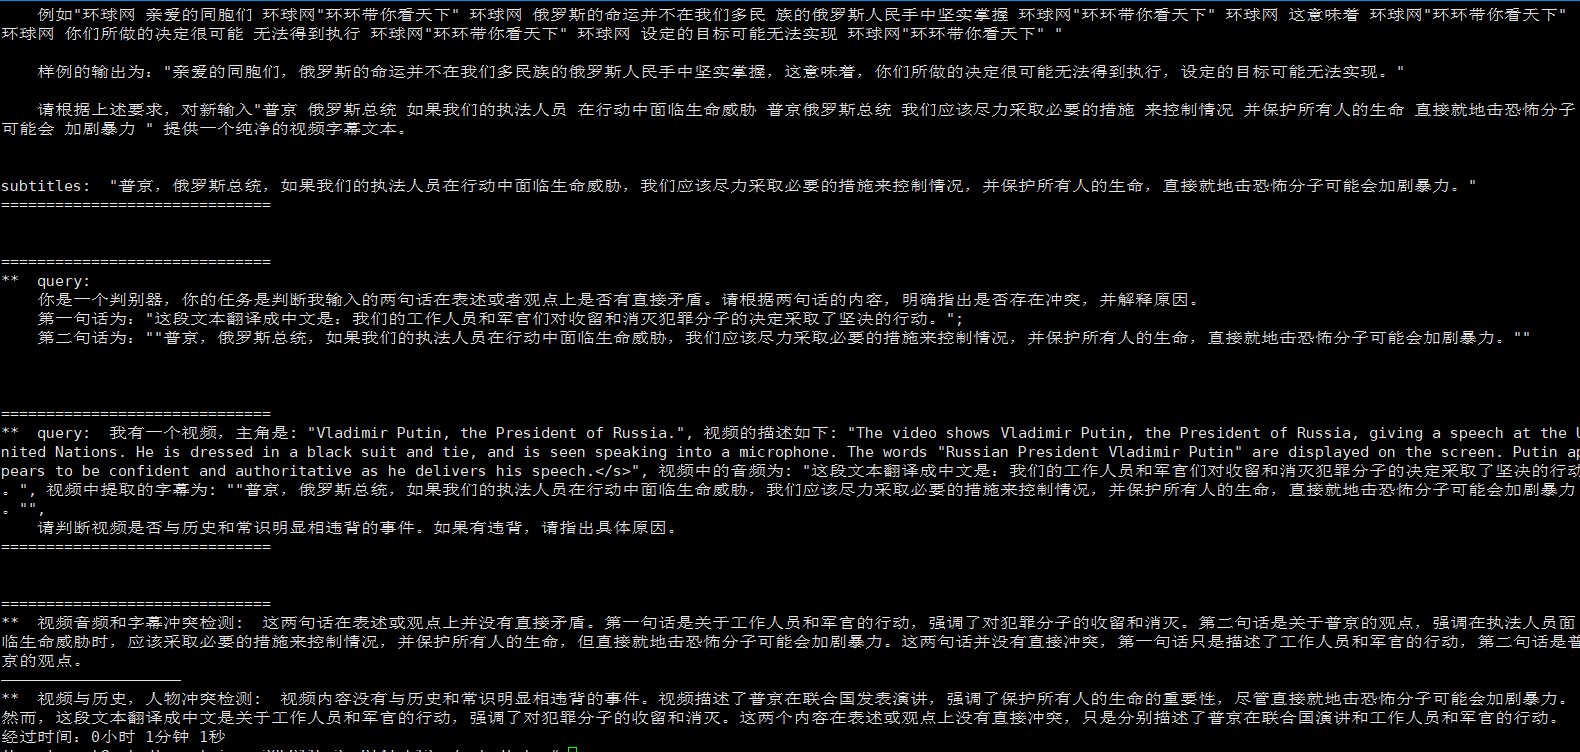 例如"环球网 亲爱的同胞们 环球网"环环带你看天下" 环球网 俄罗斯的命运并不在我们多民 族的俄罗斯人民手中坚实掌握 环球网"环环带你看天下" 环球网 这意味着 环球网"环环带你看天下"
环球网 你们所做的决定很可能 无法得到执行 环球网"环环带你看天下" 环球网 设定的目标可能无法实现 环球网"环环带你看天下" "
样例的输出为："亲爱的同胞们，俄罗斯的命运并不在我们多民族的俄罗斯人民手中坚实掌握，这意味着，你们所做的决定很可能无法得到执行，设定的目标可能无法实现。"
请根据上述要求，对新输入"普京 俄罗斯总统 如果我们的执法人员 在行动中面临生命威胁 普京俄罗斯总统 我们应该尽力采取必要的措施 来控制情况 并保护所有人的生命 直接就地击恐怖分子
可能会 加剧暴力 " 提供一个纯净的视频字幕文本。
subtitles:  "普京，俄罗斯总统，如果我们的执法人员在行动中面临生命威胁，我们应该尽力采取必要的措施来控制情况，并保护所有人的生命，直接就地击恐怖分子可能会加剧暴力。"
==============================
==============================
**  query:
你是一个判别器，你的任务是判断我输入的两句话在表述或者观点上是否有直接矛盾。请根据两句话的内容，明确指出是否存在冲突，并解释原因。
第一句话为："这段文本翻译成中文是：我们的工作人员和军官们对收留和消灭犯罪分子的决定采取了坚决的行动。";
第二句话为：""普京，俄罗斯总统，如果我们的执法人员在行动中面临生命威胁，我们应该尽力采取必要的措施来控制情况，并保护所有人的生命，直接就地击恐怖分子可能会加剧暴力。""
==============================
**  query:  我有一个视频，主角是: "Vladimir Putin, the President of Russia.", 视频的描述如下: "The video shows Vladimir Putin, the President of Russia, giving a speech at the U
nited Nations. He is dressed in a black suit and tie, and is seen speaking into a microphone. The words "Russian President Vladimir Putin" are displayed on the screen. Putin ap
pears to be confident and authoritative as he delivers his speech.</s>", 视频中的音频为: "这段文本翻译成中文是：我们的工作人员和军官们对收留和消灭犯罪分子的决定采取了坚决的行动
。", 视频中提取的字幕为: ""普京，俄罗斯总统，如果我们的执法人员在行动中面临生命威胁，我们应该尽力采取必要的措施来控制情况，并保护所有人的生命，直接就地击恐怖分子可能会加剧暴力
。"",
请判断视频是否与历史和常识明显相违背的事件。如果有违背，请指出具体原因。
==============================
==============================
**  视频音频和字幕冲突检测:  这两句话在表述或观点上并没有直接矛盾。第一句话是关于工作人员和军官的行动，强调了对犯罪分子的收留和消灭。第二句话是关于普京的观点，强调在执法人员面
临生命威胁时，应该采取必要的措施来控制情况，并保护所有人的生命，但直接就地击恐怖分子可能会加剧暴力。这两句话并没有直接冲突，第一句话只是描述了工作人员和军官的行动，第二句话是普
京的观点。
————————————————————
**  视频与历史，人物冲突检测:  视频内容没有与历史和常识明显相违背的事件。视频描述了普京在联合国发表演讲，强调了保护所有人的生命的重要性，尽管直接就地击恐怖分子可能会加剧暴力。
然而，这段文本翻译成中文是关于工作人员和军官的行动，强调了对犯罪分子的收留和消灭。这两个内容在表述或观点上没有直接冲突，只是分别描述了普京在联合国演讲和工作人员和军官的行动。
经过时间: 0小时 1分钟 1秒